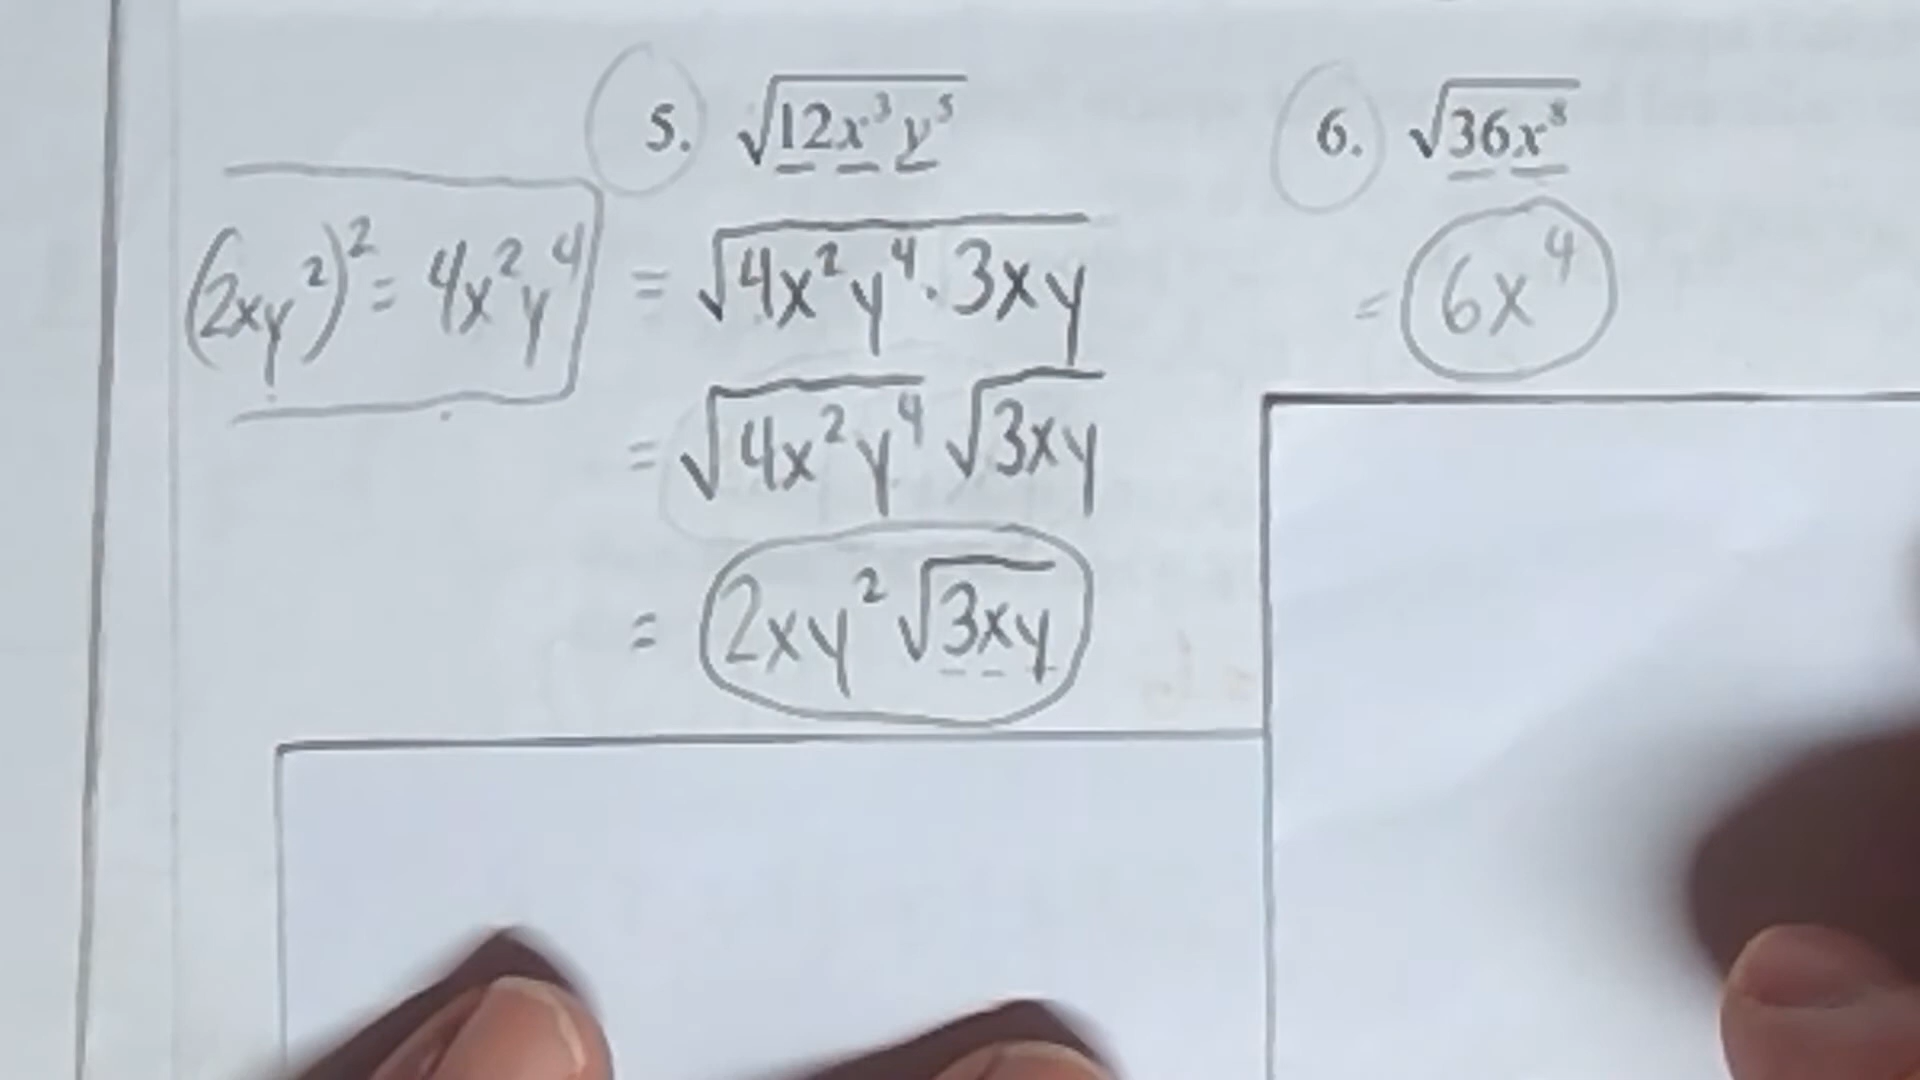 5. √12x³y⁵
(2xy²)² = 4x²y⁴
= √4x²y⁴ · 3xy
= √4x²y⁴ √3xy
= 2xy² √3xy
6. √36x⁸
= 6x⁴